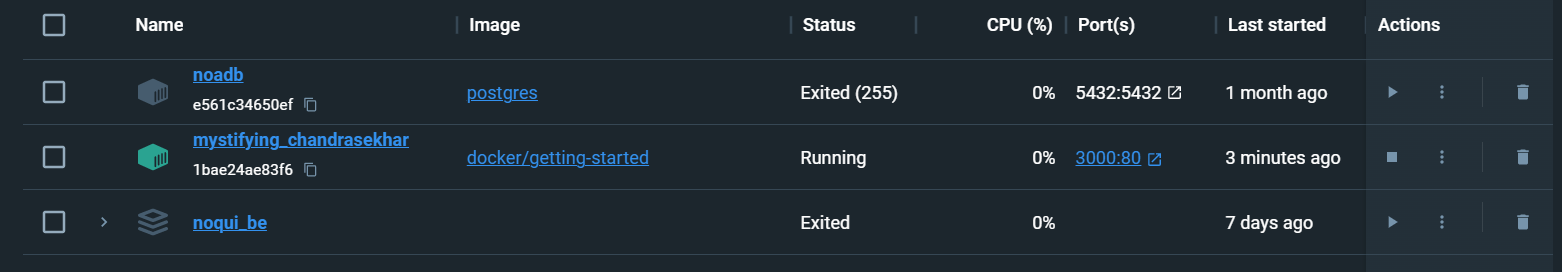 Name Image Status CPU (%) Port(s) Last started Actions
noadb
e561c34650ef
postgres Exited (255) 0% 5432:5432 1 month ago
mystifying_chandrasekhar
1bae24ae83f6
docker/getting-started Running 0% 3000:80 3 minutes ago
noqui_be Exited 0% 7 days ago